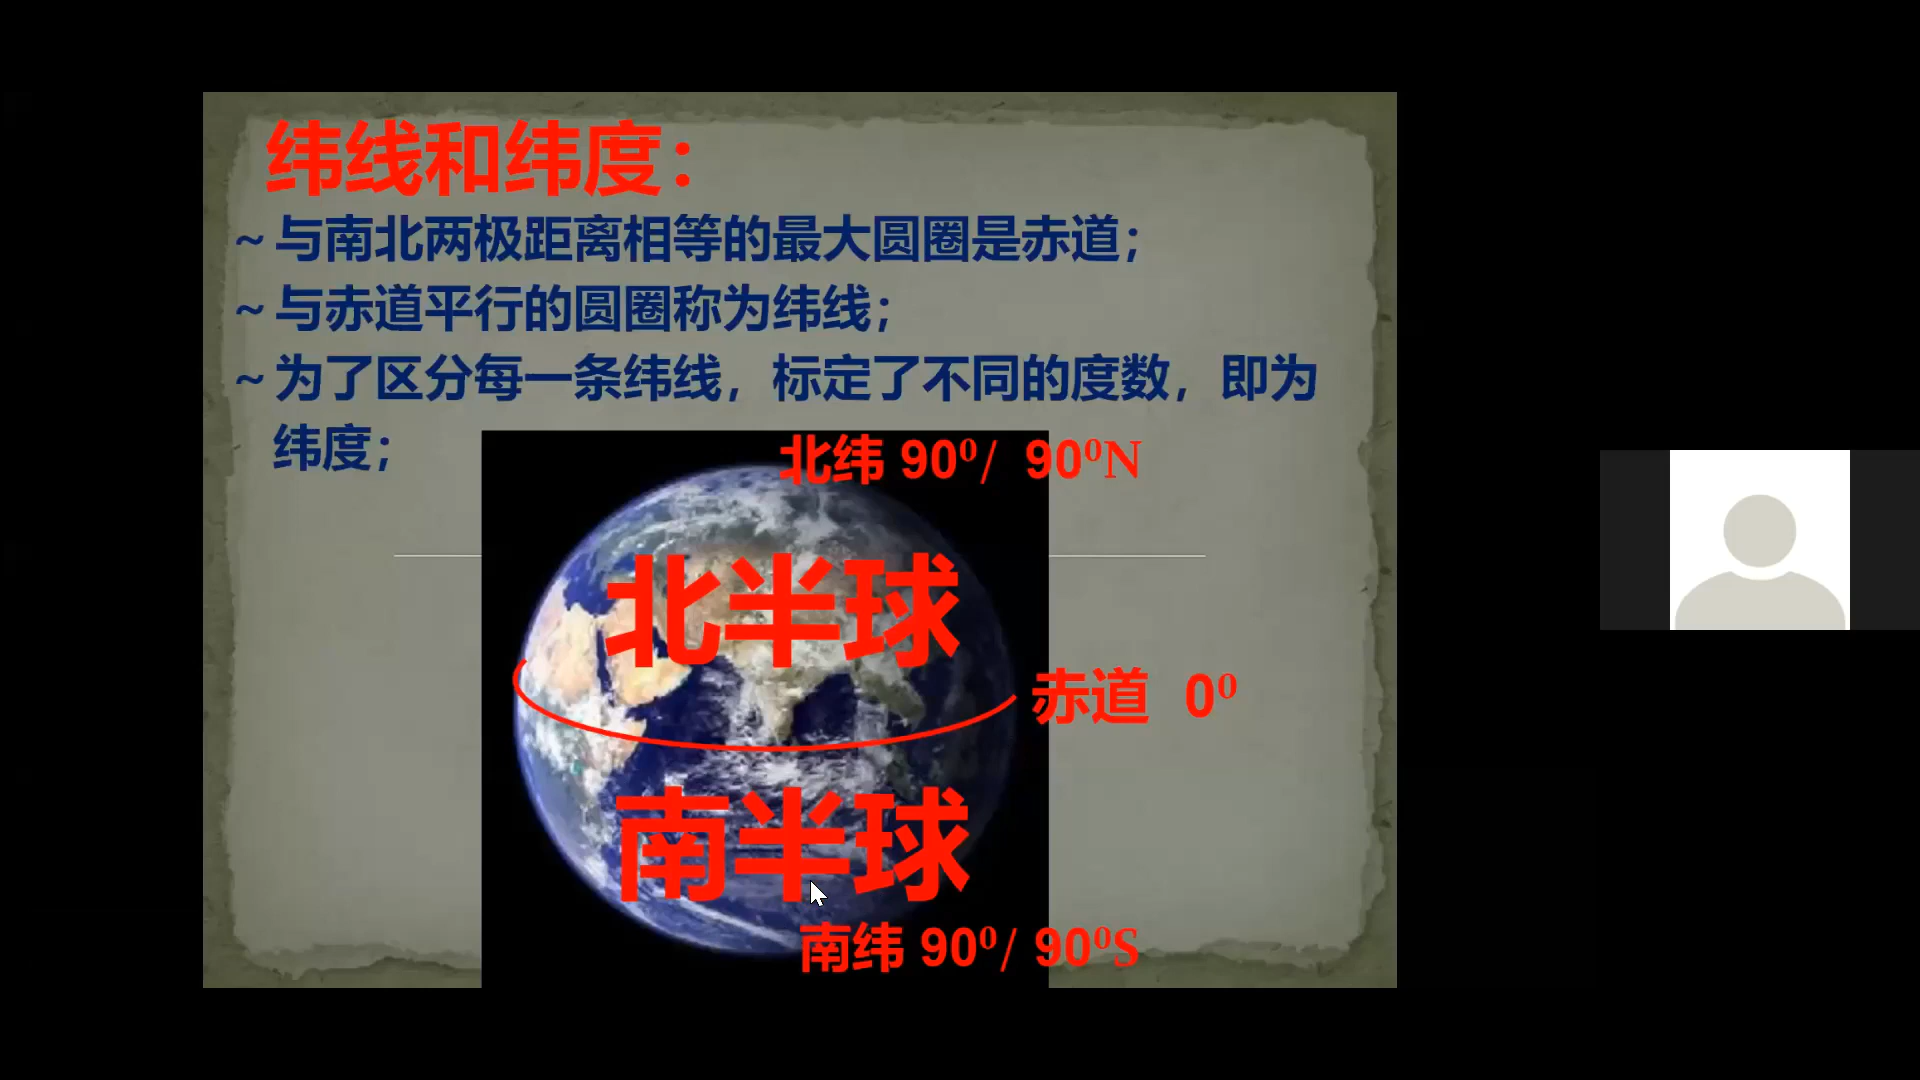 纬线和纬度：
~与南北两极距离相等的最大圆圈是赤道；
~与赤道平行的圆圈称为纬线；
~为了区分每一条纬线，标定了不同的度数，即为
纬度；
北纬 90⁰/ 90⁰N
北半球
赤道 0⁰
南半球
南纬 90⁰/ 90⁰S